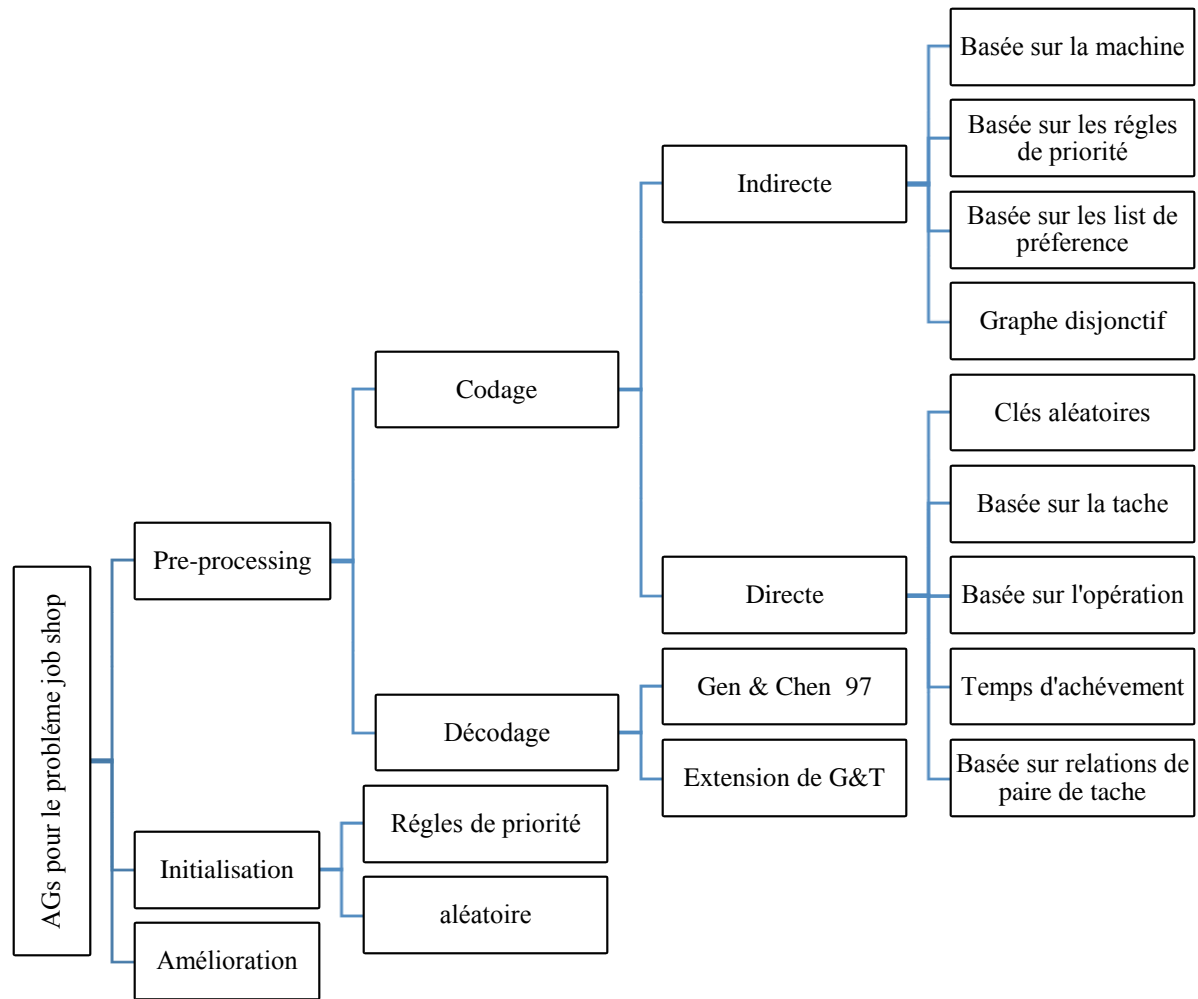 AGs pour le probléme job shop
Pre-processing
Initialisation
Amélioration
Codage
Décodage
Régles de priorité
aléatoire
Indirecte
Directe
Gen & Chen 97
Extension de G&T
Basée sur la machine
Basée sur les régles
de priorité
Basée sur les list de
préference
Graphe disjonctif
Clés aléatoires
Basée sur la tache
Basée sur l'opération
Temps d'achévement
Basée sur relations de
paire de tache